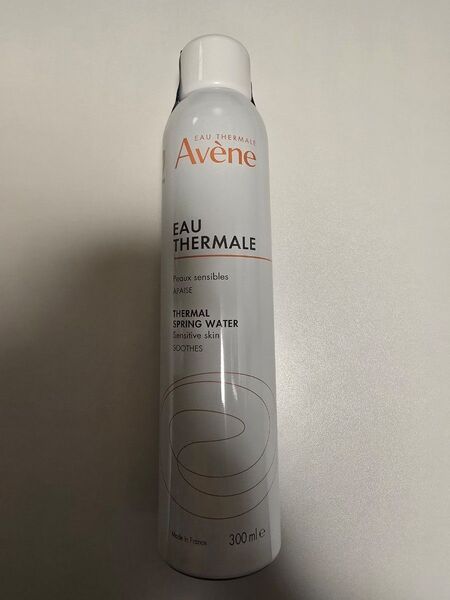 EAU THERMALE
Avène
EAU
THERMALE
Peaux sensibles
APAISE
THERMAL
SPRING WATER
Sensitive skin
SOOTHES
Made in France
300 ml e